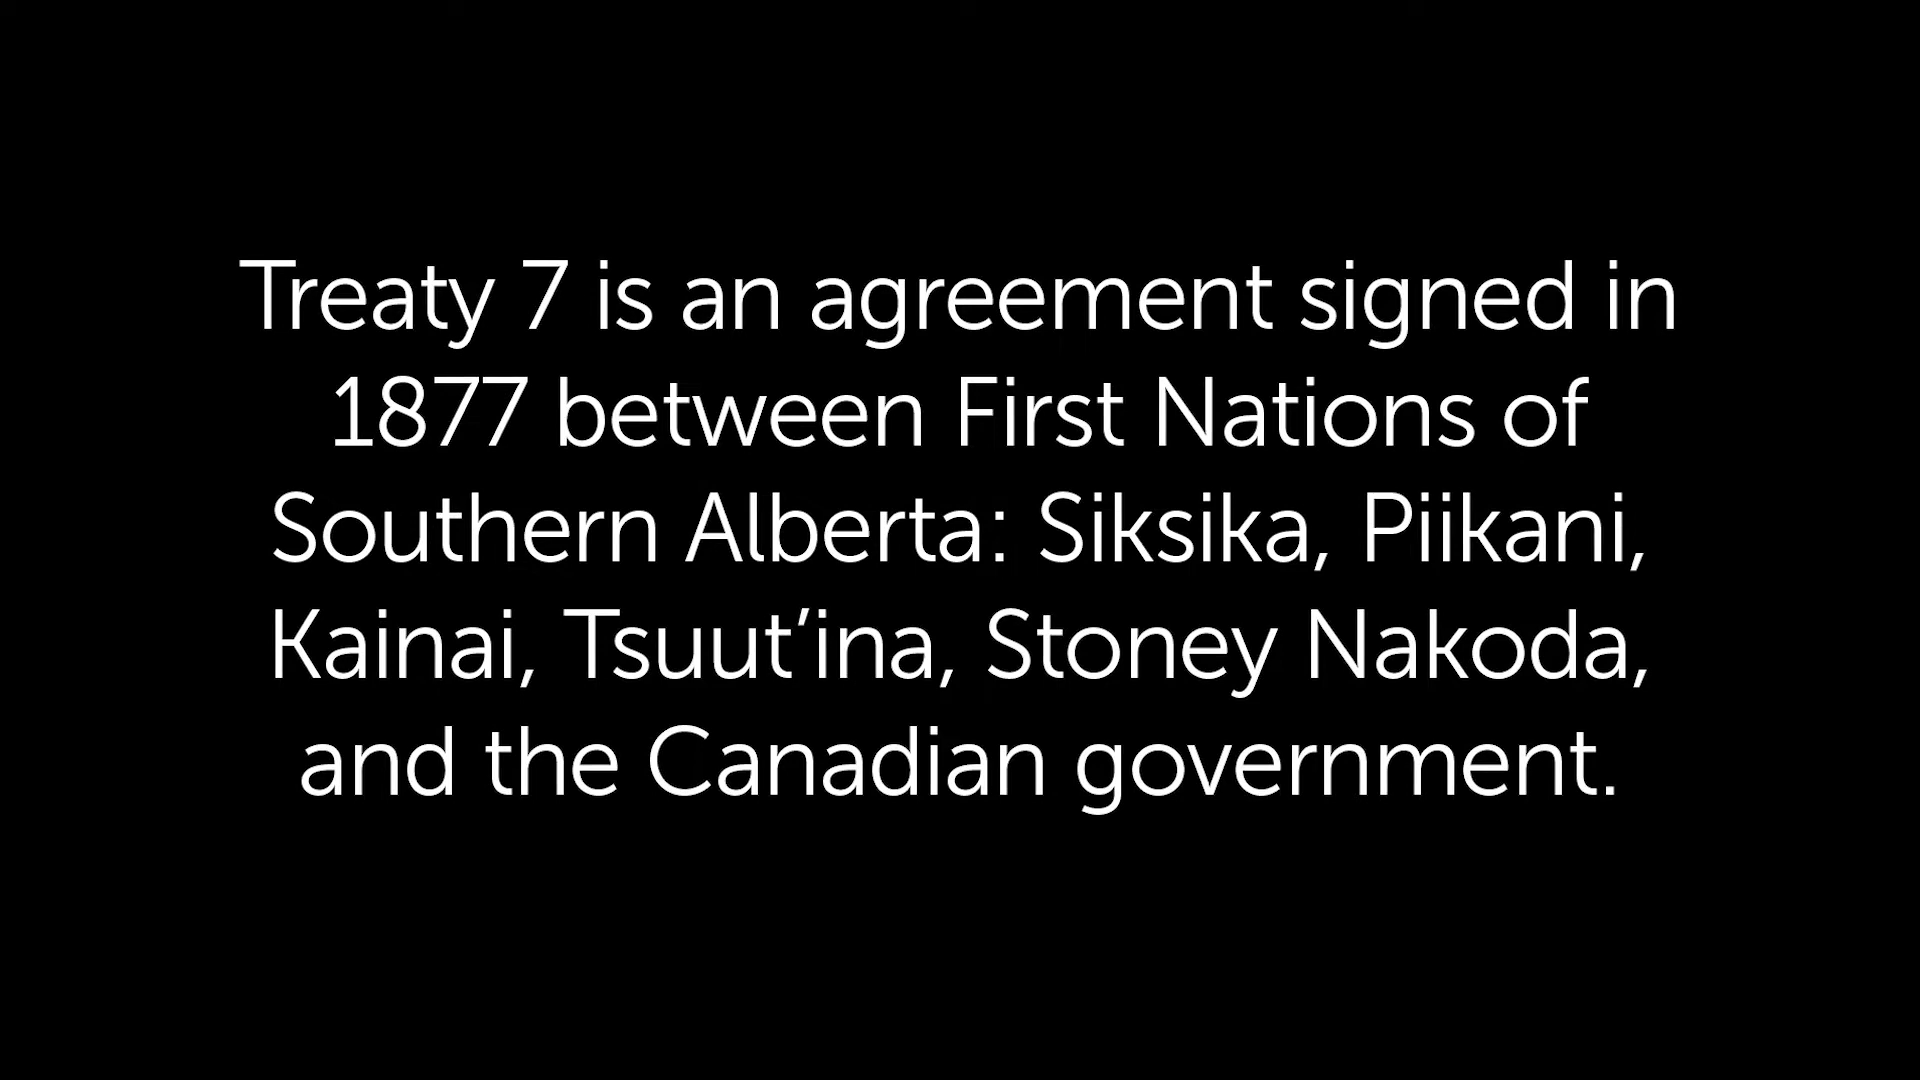 Treaty 7 is an agreement signed in
1877 between First Nations of
Southern Alberta: Siksika, Piikani,
Kainai, Tsuut’ina, Stoney Nakoda,
and the Canadian government.